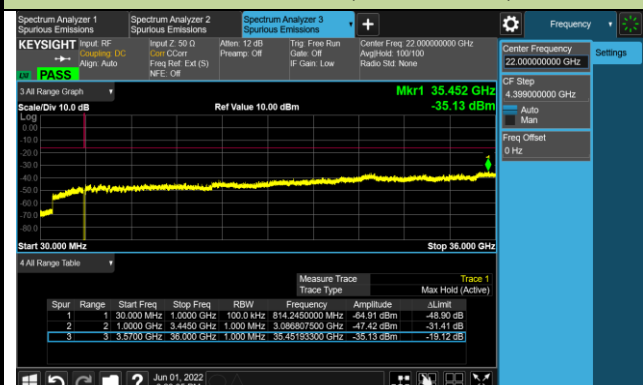 Spectrum Analyzer 1
Spurious Emissions
Spectrum Analyzer 2
Spurious Emissions
Spectrum Analyzer 3
Spurious Emissions
Frequency
KEYSIGHT
Input: RF
Coupling: DC
Align: Auto
Input Z: 50 Ω
Corr CCorr
Freq Ref: Ext (S)
NFE: Off
Atten: 12 dB
Preamp: Off
Trig: Free Run
Gate: Off
IF Gain: Low
Center Freq: 22.00000000 GHz
Avg|Hold: 100/100
Radio Std: None
PASS
Center Frequency
22.00000000 GHz
Settings
CF Step
4.399000000 GHz
Auto
Man
Freq Offset
0 Hz
3 All Range Graph
Mkr1 35.452 GHz
Scale/Div 10.0 dB
Ref Value 10.00 dBm
-35.13 dBm
Log
0.00
-10.0
-20.0
-30.0
-40.0
-50.0
-60.0
-70.0
-80.0
1
Start 30.000 MHz
Stop 36.000 GHz
4 All Range Table
Measure Trace Trace 1
Trace Type Max Hold (Active)
Spur Range Start Freq Stop Freq RBW Frequency Amplitude ΔLimit
1 1 30.000 MHz 1.0000 GHz 100.0 kHz 814.2450000 MHz -64.91 dBm -48.90 dB
2 2 1.0000 GHz 3.4450 GHz 1.000 MHz 3.086807500 GHz -47.42 dBm -31.41 dB
3 3 3.5700 GHz 36.000 GHz 1.000 MHz 35.45193300 GHz -35.13 dBm -19.12 dB
Jun 01, 2022